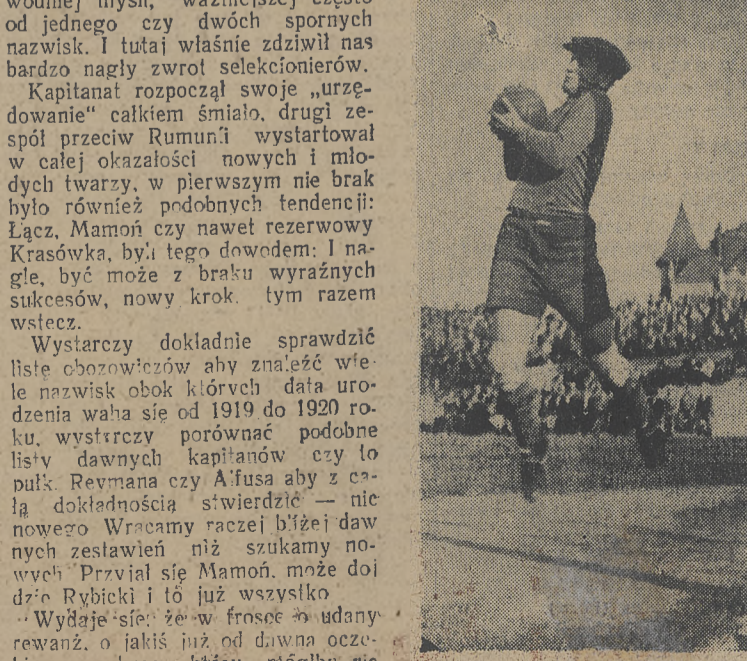 wodniej myśli, ważniejszej często
od jednego czy dwóch spornych
nazwisk. I tutaj właśnie zdziwił nas
bardzo nagły zwrot selekcionierów.
Kapitanat rozpoczął swoje „urzę-
dowanie" całkiem śmiało, drugi ze-
spół przeciw Rumunii wystartował
w całej okazałości nowych i mło-
dych twarzy, w pierwszym nie brak
było również podobnych tendencji:
Łącz, Mamoń czy nawet rezerwowy
Krasówka, byli tego dowodem: I na-
gle, być może z braku wyraźnych
sukcesów, nowy krok. tym razem
wstecz.
Wystarczy dokładnie sprawdzić
listę obozowiczów aby znaleźć wie-
le nazwisk obok których data uro-
dzenia waha się od 1919 do 1920 ro-
ku, wystarczy porównać podobne
listy dawnych kapitanów czy to
pułk. Reymana czy Alfusa aby z ca-
łą dokładnością stwierdzić — nic
nowego Wracamy raczej bliżej daw
nych zestawień niż szukamy no-
wych Przyjął się Mamoń. może doj
dzie Rybicki i to już wszystko
Wydaje się: że w trosce o udany
rewanż, o jakiś już od dawna ocze-